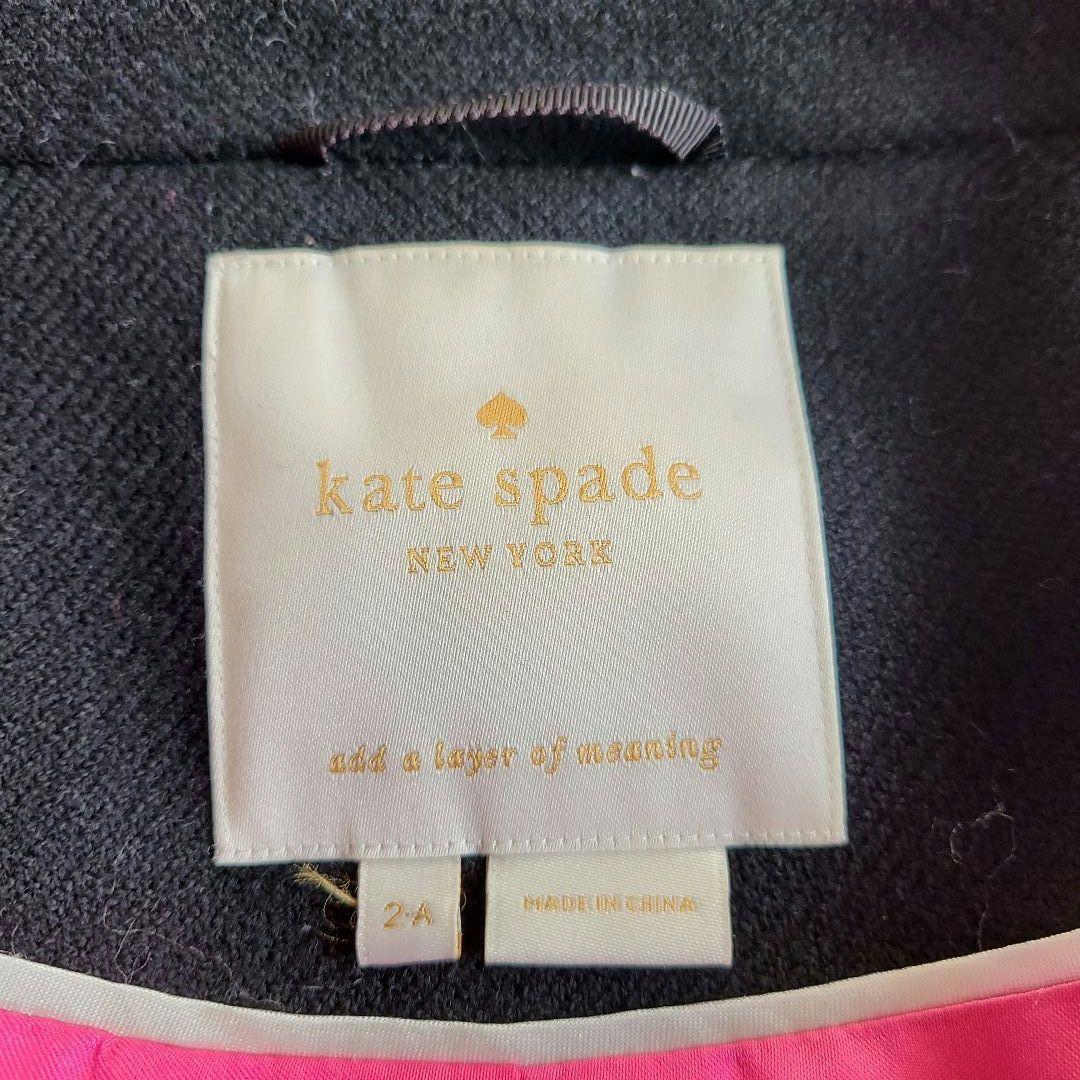 kate spade
NEW YORK
add a layer of meaning
2-A
MADE IN CHINA